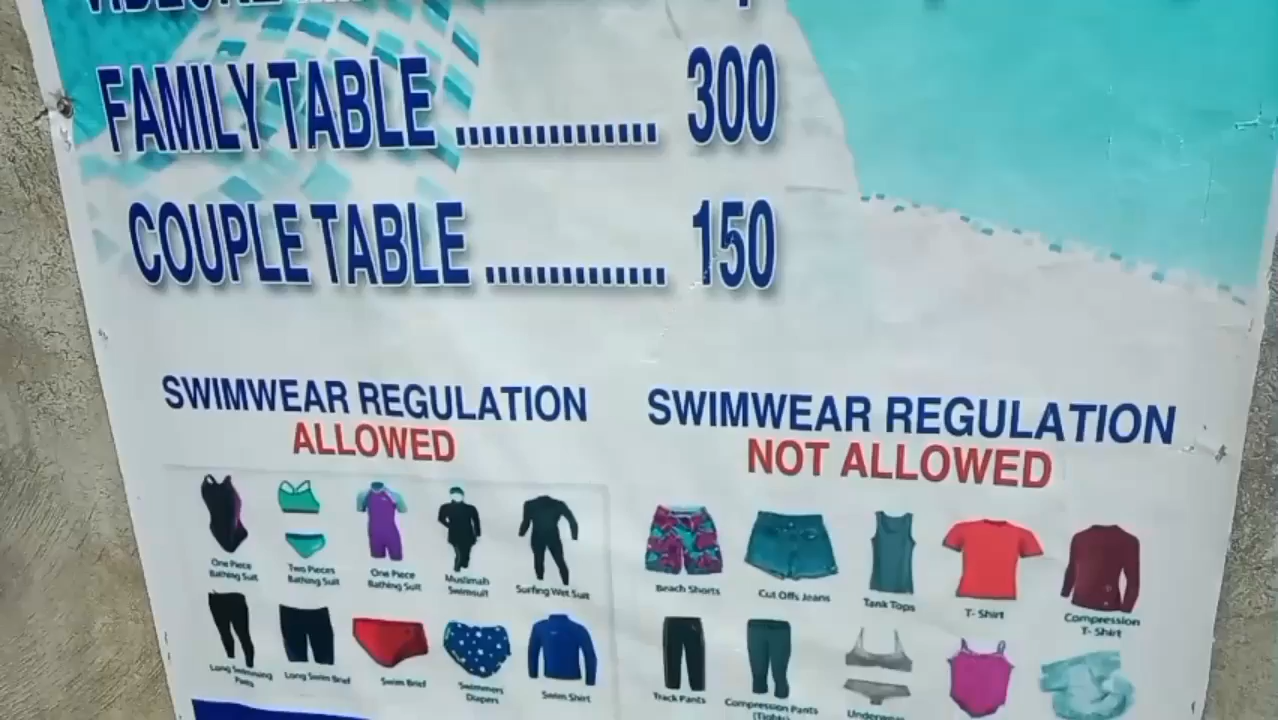 FAMILY TABLE ............... 300
COUPLE TABLE .............. 150
SWIMWEAR REGULATION
ALLOWED
One Piece Bathing Suit
Two Pieces Bathing Suit
One Piece Bathing Suit
Muslimah Swimsuit
Surfing Wet Suit
Long Swimming Pants
Long Swim Brief
Swim Brief
Swimmers Diapers
Swim Shirt
SWIMWEAR REGULATION
NOT ALLOWED
Beach Shorts
Cut Offs Jeans
Tank Tops
T- Shirt
Compression T- Shirt
Track Pants
Compression Pants (Tights)